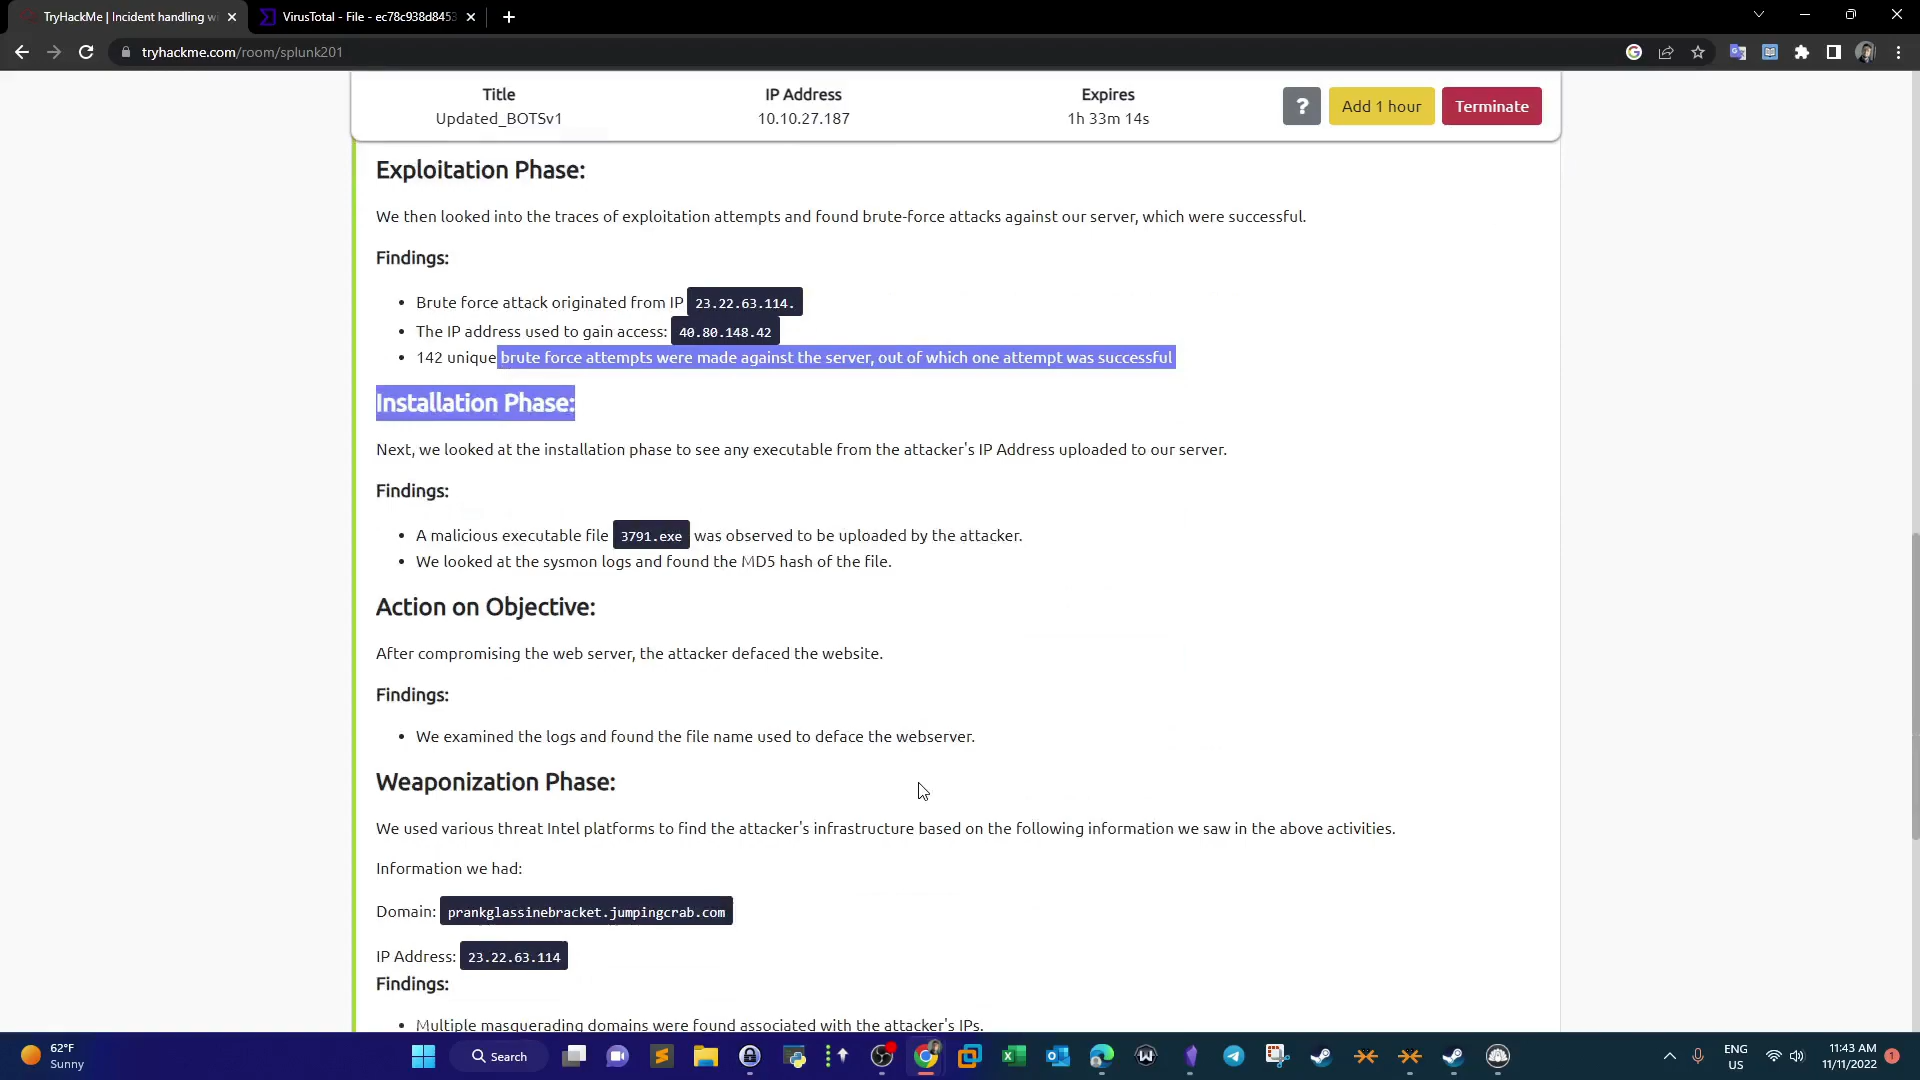 TryHackMe | Incident handling wi
VirusTotal - File - ec78c938d8453
tryhackme.com/room/splunk201
Title
Updated_BOTSv1
IP Address
10.10.27.187
Expires
1h 33m 14s
?
Add 1 hour
Terminate
Exploitation Phase:
We then looked into the traces of exploitation attempts and found brute-force attacks against our server, which were successful.
Findings:
• Brute force attack originated from IP 23.22.63.114.
• The IP address used to gain access: 40.80.148.42
• 142 unique brute force attempts were made against the server, out of which one attempt was successful
Installation Phase:
Next, we looked at the installation phase to see any executable from the attacker's IP Address uploaded to our server.
Findings:
• A malicious executable file 3791.exe was observed to be uploaded by the attacker.
• We looked at the sysmon logs and found the MD5 hash of the file.
Action on Objective:
After compromising the web server, the attacker defaced the website.
Findings:
• We examined the logs and found the file name used to deface the webserver.
Weaponization Phase:
We used various threat Intel platforms to find the attacker's infrastructure based on the following information we saw in the above activities.
Information we had:
Domain: prankglassinebracket.jumpingcrab.com
IP Address: 23.22.63.114
Findings:
• Multiple masquerading domains were found associated with the attacker's IPs.
62°F
Sunny
Search
ENG
US
11:43 AM
11/11/2022
1